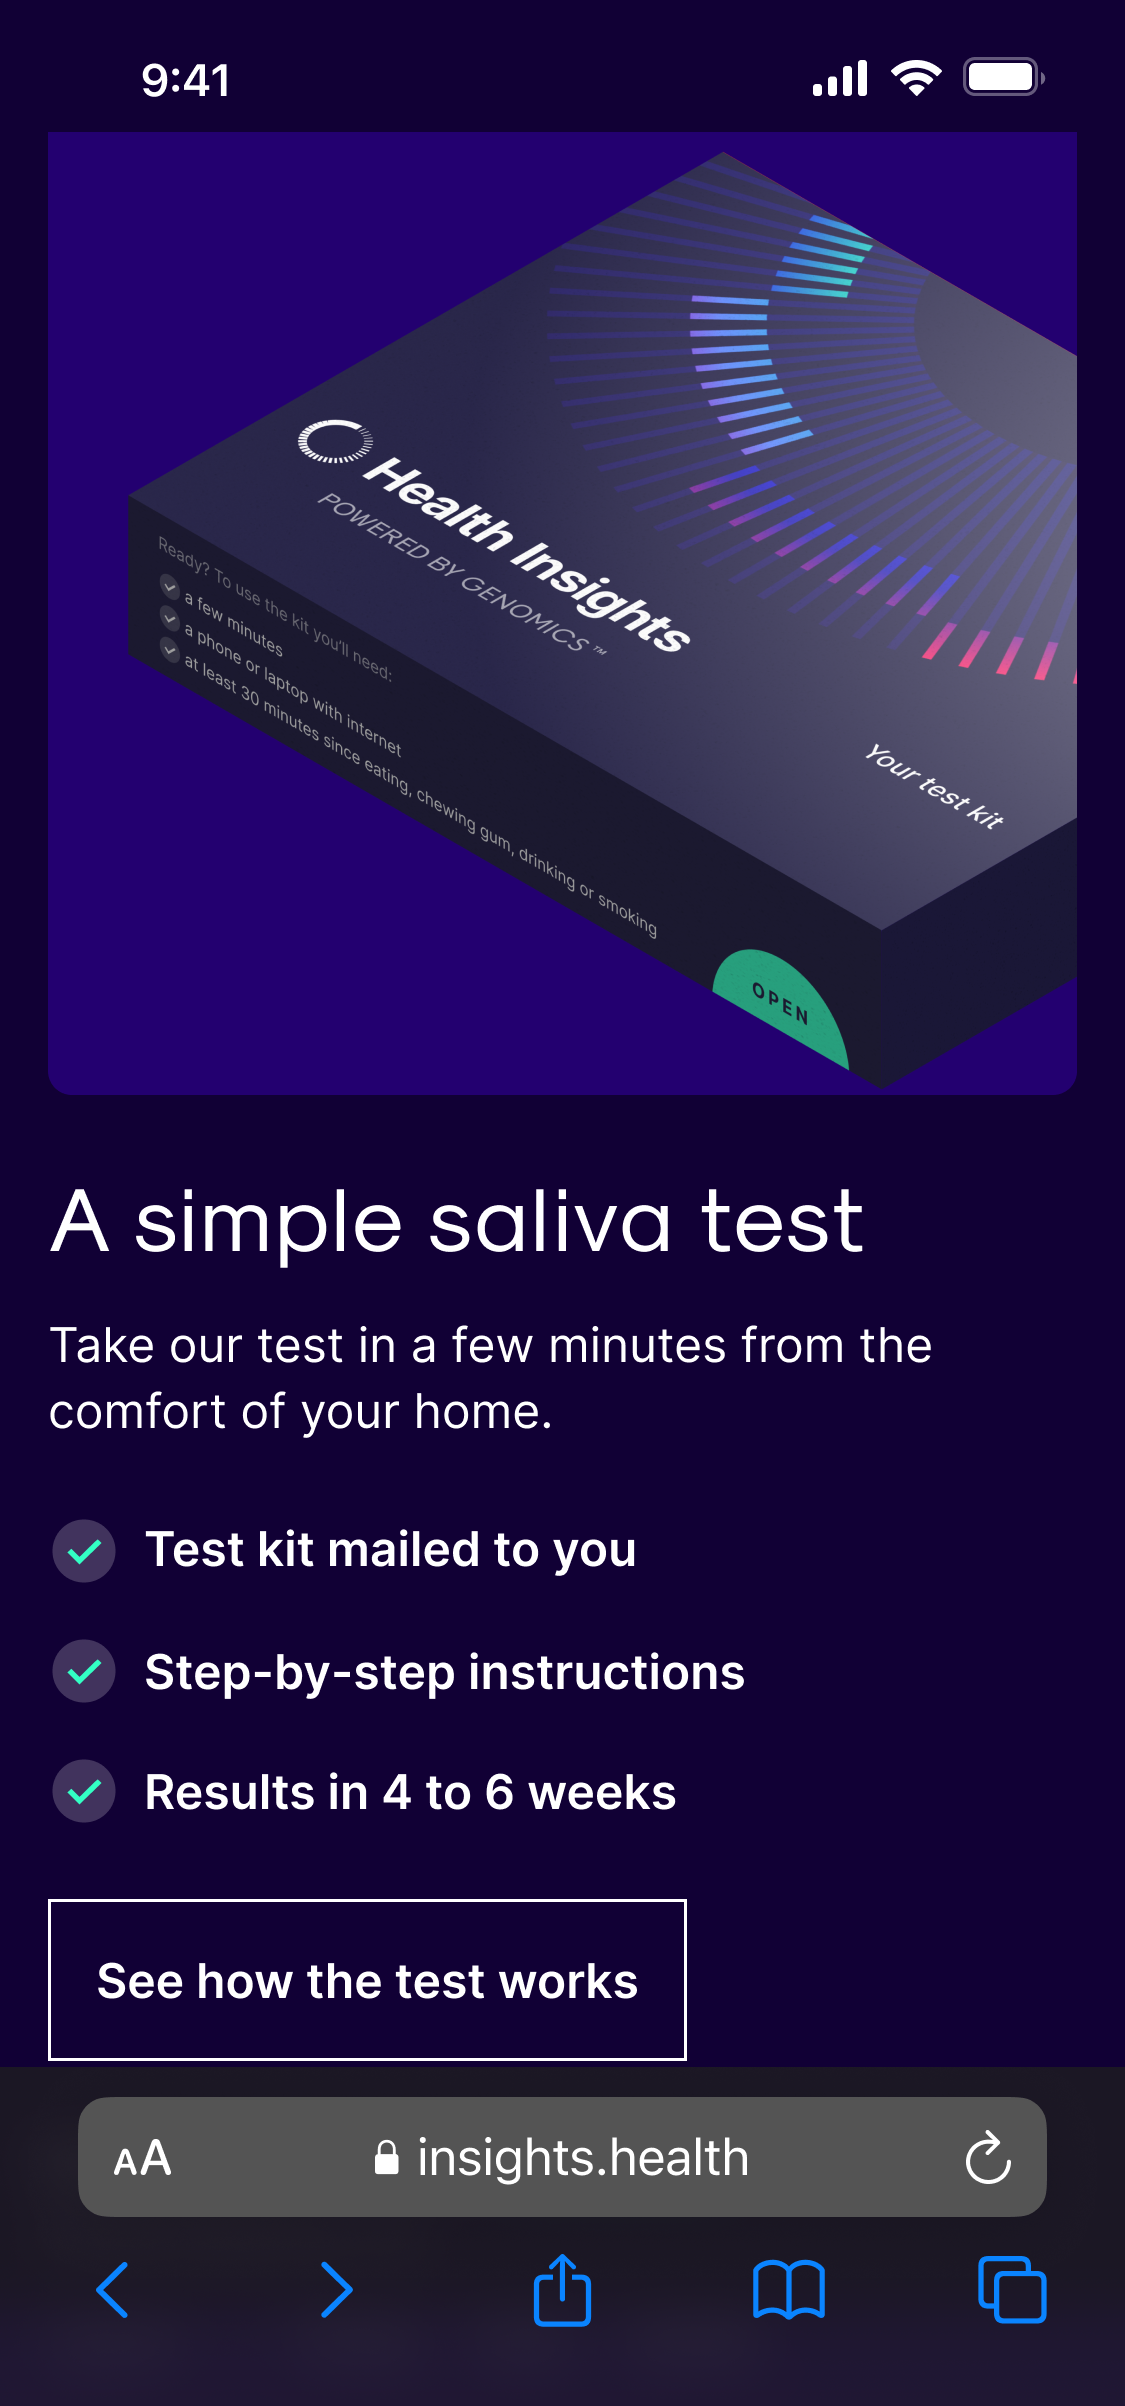 9:41
Health Insights
POWERED BY GENOMICS ™
Ready? To use the kit you'll need:
a few minutes
a phone or laptop with internet
at least 30 minutes since eating, chewing gum, drinking or smoking
Your test kit
OPEN
A simple saliva test
Take our test in a few minutes from the
comfort of your home.
Test kit mailed to you
Step-by-step instructions
Results in 4 to 6 weeks
See how the test works
AA
insights.health